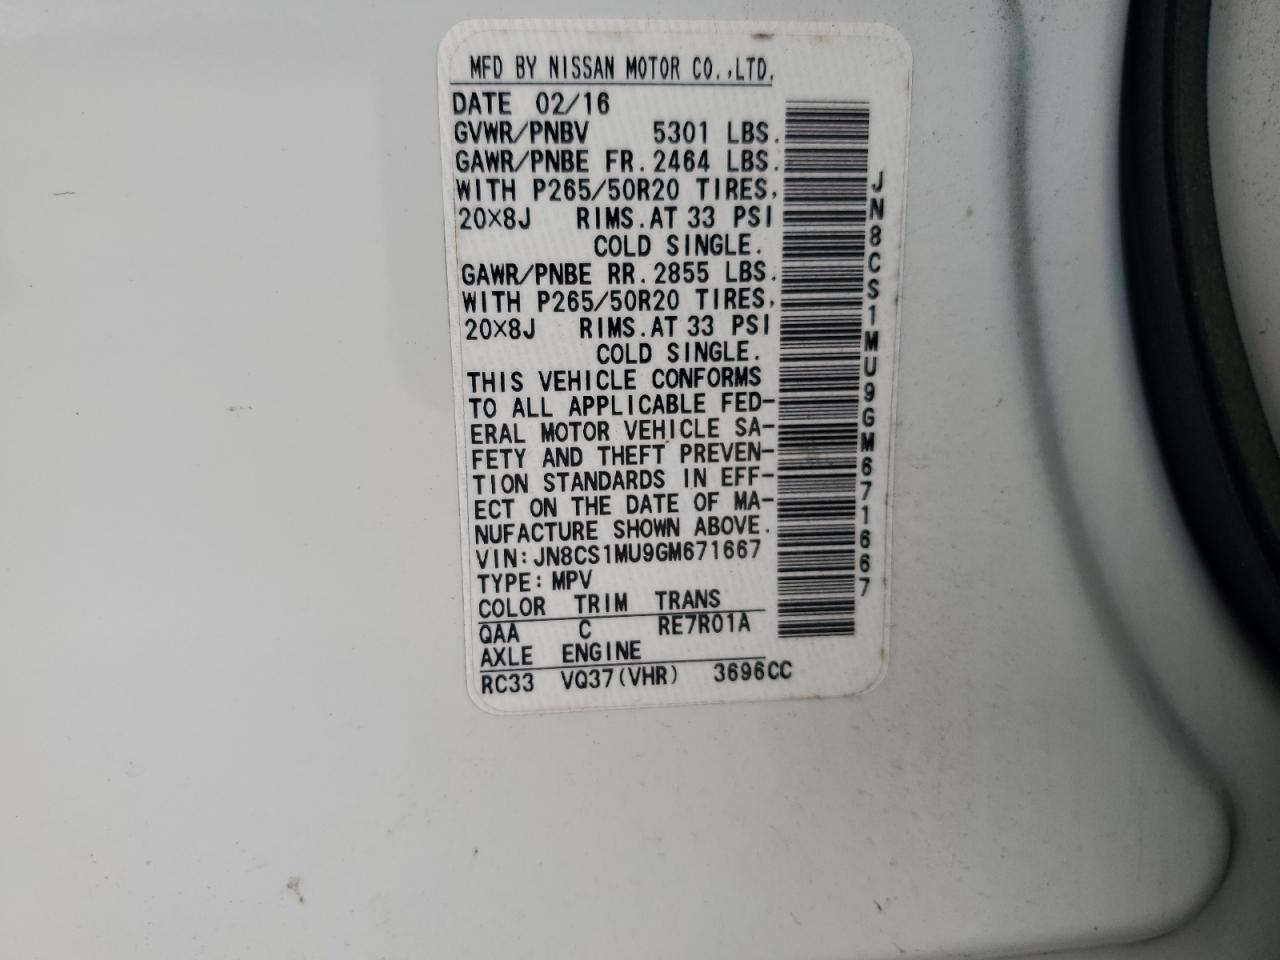 MFD BY NISSAN MOTOR CO.,LTD.
DATE 02/16
GVWR/PNBV 5301 LBS.
GAWR/PNBE FR. 2464 LBS.
WITH P265/50R20 TIRES,
20×8J RIMS.AT 33 PSI
COLD SINGLE.
GAWR/PNBE RR. 2855 LBS.
WITH P265/50R20 TIRES,
20×8J RIMS.AT 33 PSI
COLD SINGLE.
THIS VEHICLE CONFORMS
TO ALL APPLICABLE FED-
ERAL MOTOR VEHICLE SA-
FETY AND THEFT PREVEN-
TION STANDARDS IN EFF-
ECT ON THE DATE OF MA-
NUFACTURE SHOWN ABOVE.
VIN:JN8CS1MU9GM671667
TYPE:MPV
COLOR TRIM TRANS
QAA C RE7R01A
AXLE ENGINE
RC33 VQ37(VHR) 3696CC
JN8CS1MU9GM671667